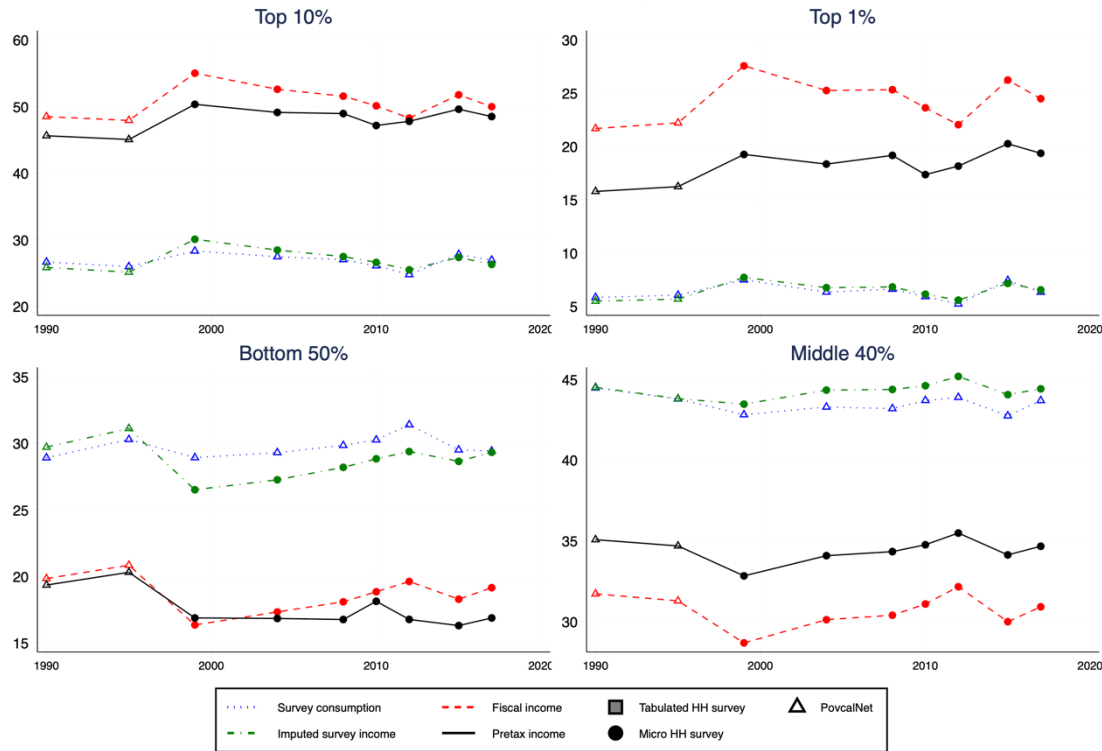 Top 10%
60
50
40
30
20
1990 2000 2010 2020
Top 1%
30
25
20
15
10
5
1990 2000 2010 2020
Bottom 50%
35
30
25
20
15
1990 2000 2010 2020
Middle 40%
45
40
35
30
1990 2000 2010 2020
Survey consumption Fiscal income Tabulated HH survey PovcalNet
Imputed survey income Pretax income Micro HH survey